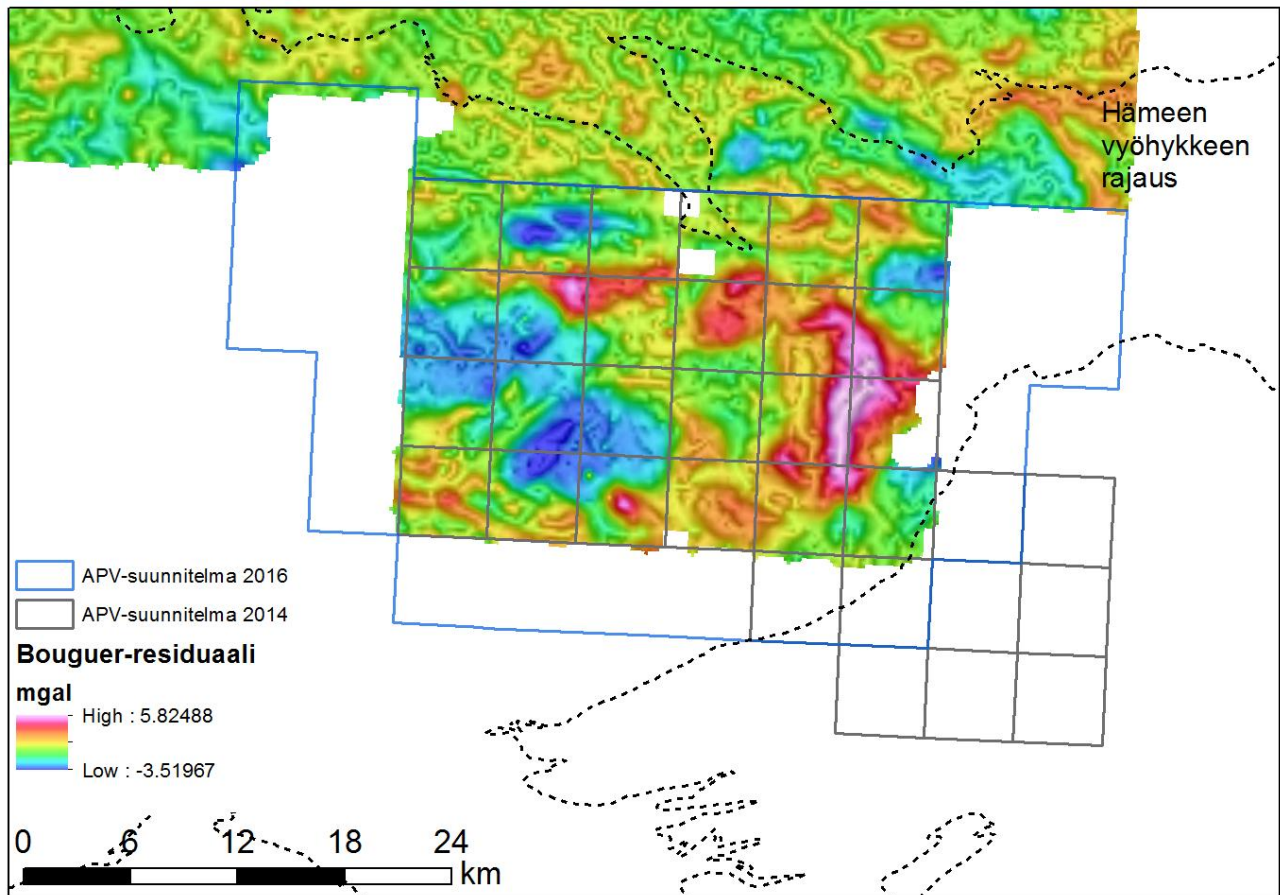 Hämeen
vyöhykkeen
rajaus
APV-suunnitelma 2016
APV-suunnitelma 2014
Bouguer-residuaali
mgal
High : 5.82488
Low : -3.51967
0 6 12 18 24
km